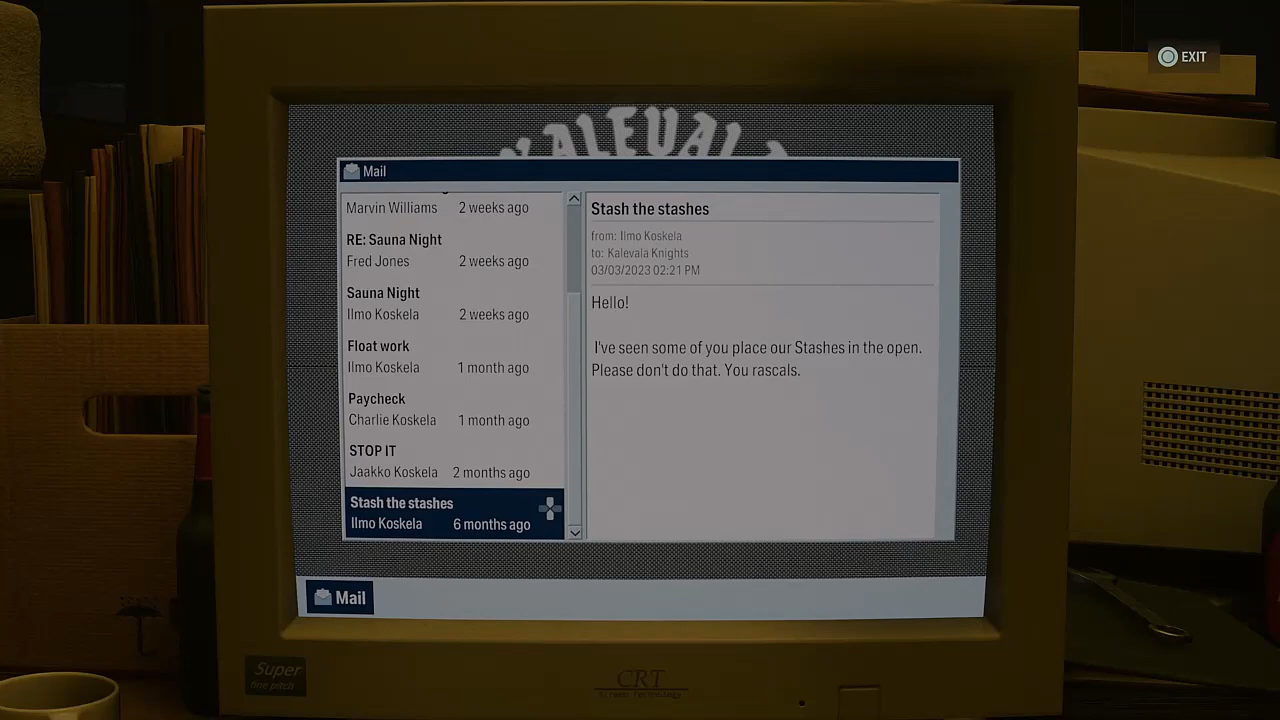 EXIT
KALEVALA
Mail
Marvin Williams 2 weeks ago
RE: Sauna Night
Fred Jones 2 weeks ago
Sauna Night
Ilmo Koskela 2 weeks ago
Float work
Ilmo Koskela 1 month ago
Paycheck
Charlie Koskela 1 month ago
STOP IT
Jaakko Koskela 2 months ago
Stash the stashes
Ilmo Koskela 6 months ago
Stash the stashes
from: Ilmo Koskela
to: Kalevala Knights
03/03/2023 02:21 PM
Hello!
I've seen some of you place our Stashes in the open.
Please don't do that. You rascals.
Mail
Super
fine pitch
CRT
Screen Technology